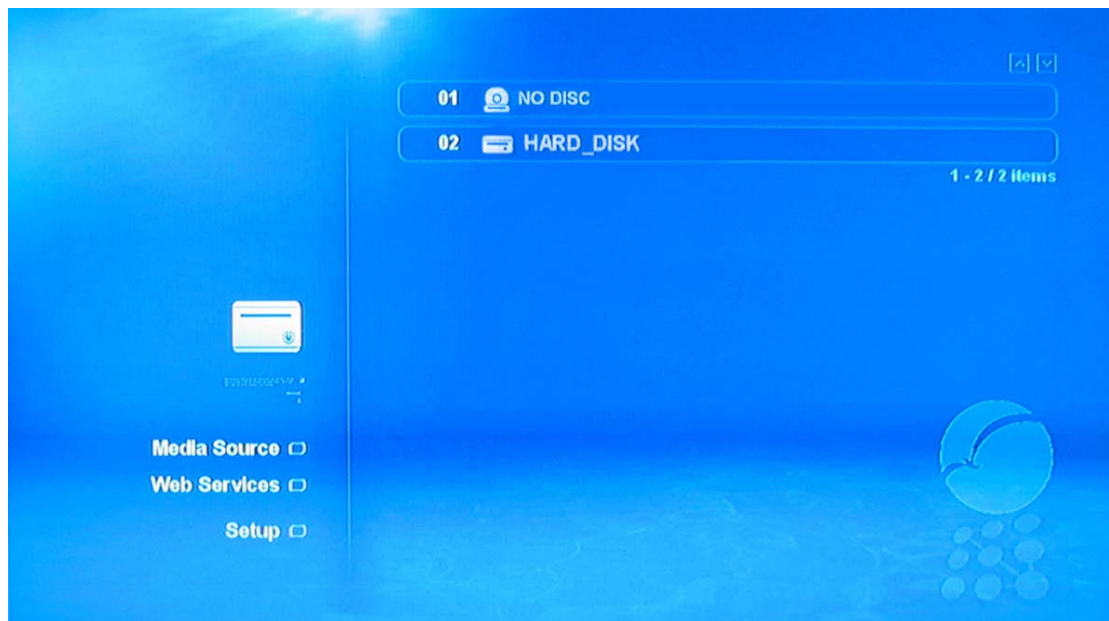 01 NO DISC
02 HARD_DISK
1 - 2 / 2 items
Media Source
Web Services
Setup